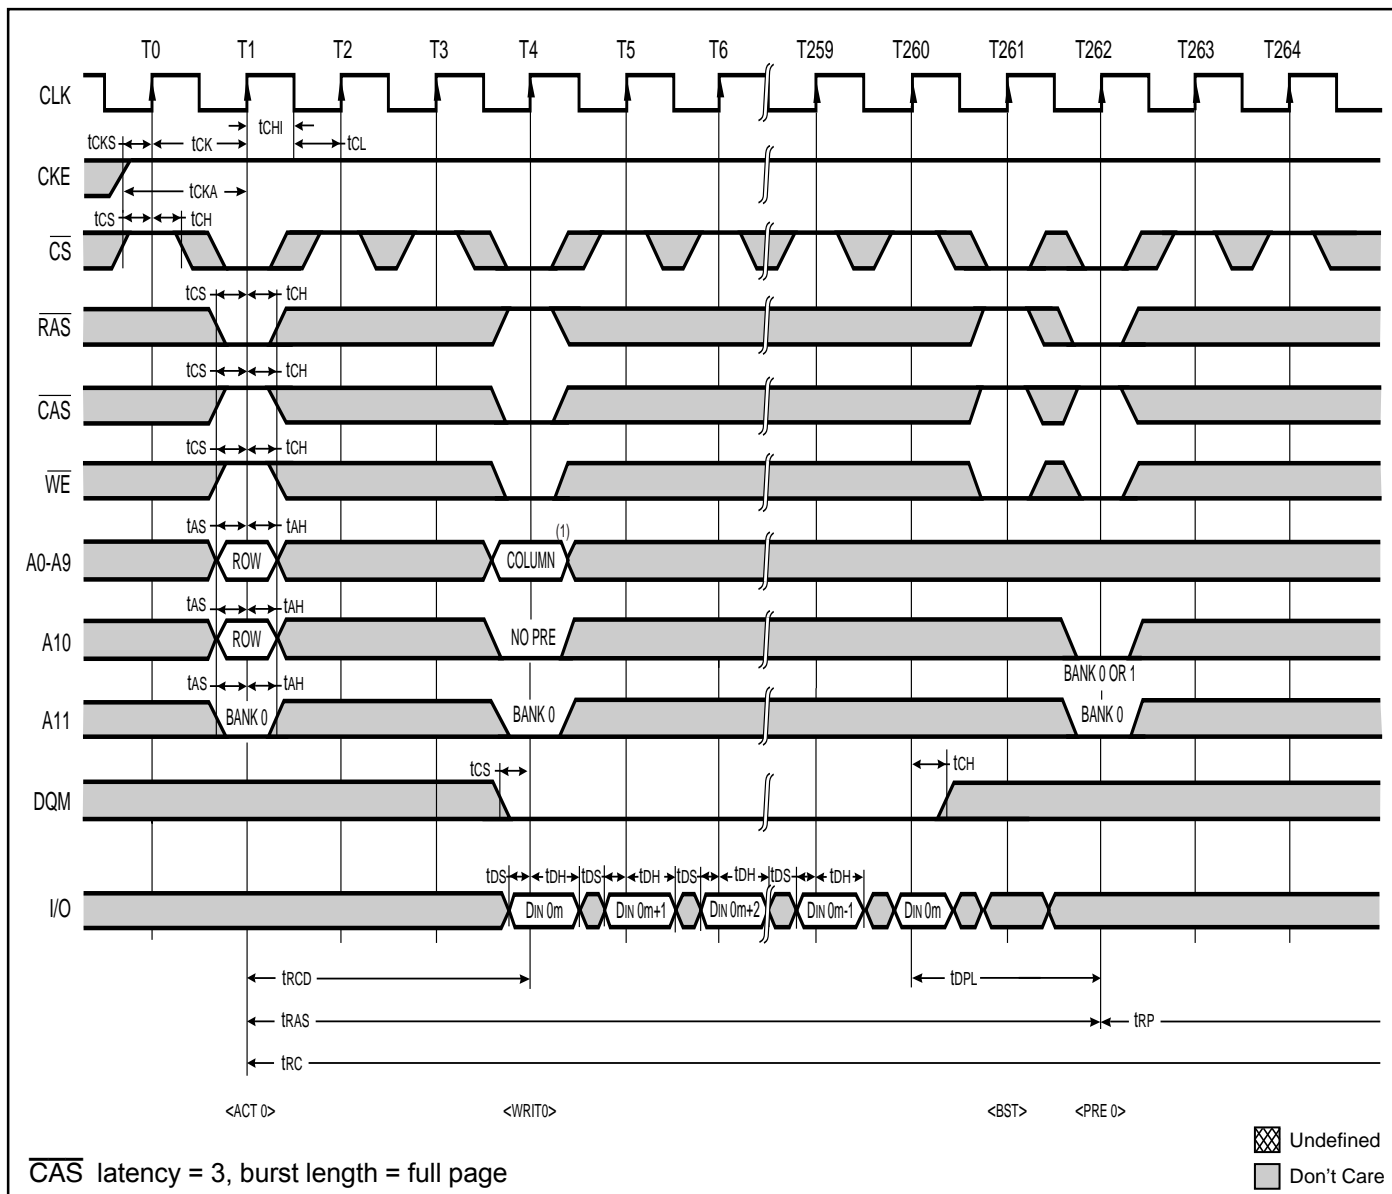 T0 T1 T2 T3 T4 T5 T6 T259 T260 T261 T262 T263 T264
CLK
tCHI
tCKS tCK tCL
CKE
tCKA
tCS tCH
CS
tCS tCH
RAS
tCS tCH
CAS
tCS tCH
WE
tAS tAH (1)
A0-A9 ROW COLUMN
tAS tAH
A10 ROW NO PRE
BANK 0 OR 1
tAS tAH
A11 BANK 0 BANK 0 BANK 0
tCS tCH
DQM
tDS tDH tDS tDH tDS tDH tDS tDH
I/O DIN 0m DIN 0m+1 DIN 0m+2 DIN 0m-1 DIN 0m
tRCD tDPL
tRAS tRP
tRC
<ACT 0> <WRIT0> <BST> <PRE 0>
Undefined
CAS latency = 3, burst length = full page
Don't Care